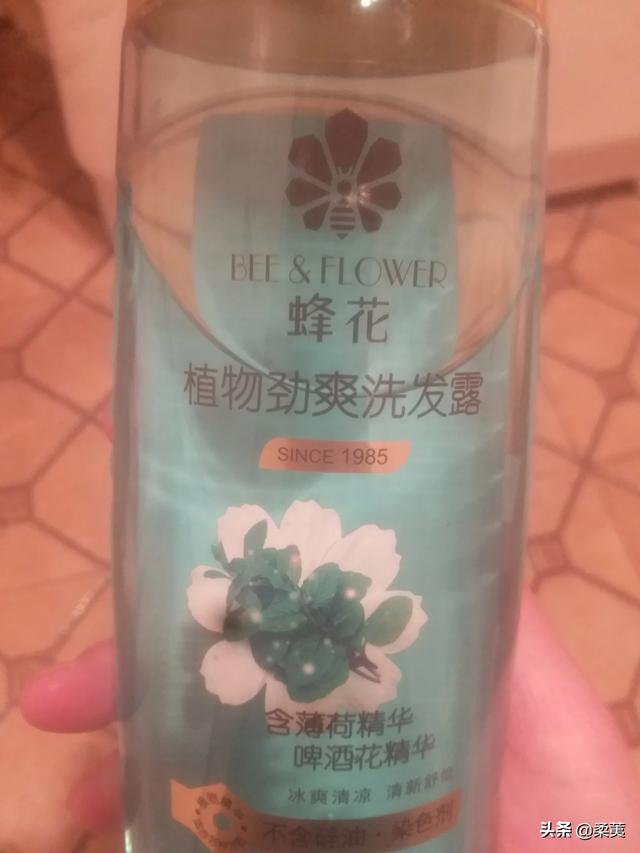 BEE & FLOWER
蜂花
植物劲爽洗发露
SINCE 1985
含薄荷精华
啤酒花精华
冰爽清凉 清新舒怡
不含硅油·染色剂
头条 @柔荑